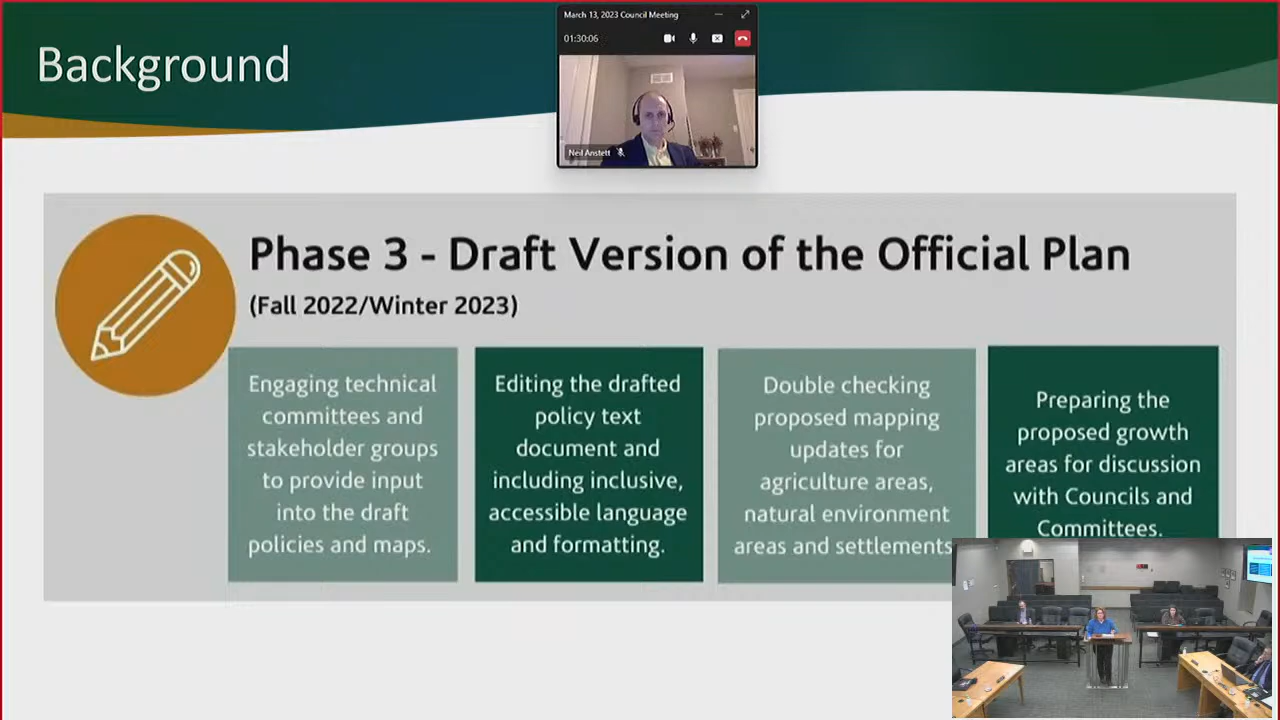 Background
March 13, 2023 Council Meeting
01:30:06
Neil Anstett
Phase 3 - Draft Version of the Official Plan
(Fall 2022/Winter 2023)
Engaging technical
committees and
stakeholder groups
to provide input
into the draft
policies and maps.
Editing the drafted
policy text
document and
including inclusive,
accessible language
and formatting.
Double checking
proposed mapping
updates for
agriculture areas,
natural environment
areas and settlements
Preparing the
proposed growth
areas for discussion
with Councils and
Committees.